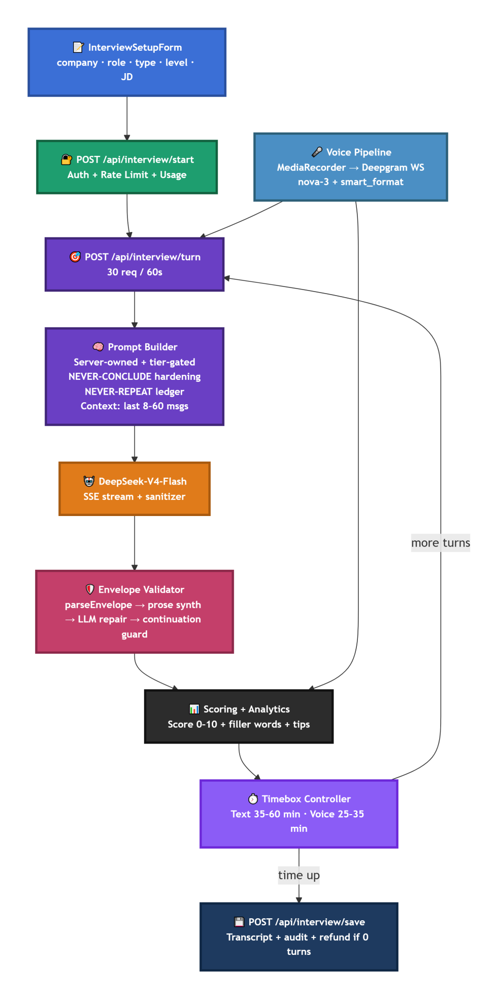 📝 InterviewSetupForm
company · role · type · level ·
JD
🔐 POST /api/interview/start
Auth + Rate Limit + Usage
🎤 Voice Pipeline
MediaRecorder → Deepgram WS
nova-3 + smart_format
🎯 POST /api/interview/turn
30 req / 60s
🧠 Prompt Builder
Server-owned + tier-gated
NEVER-CONCLUDE hardening
NEVER-REPEAT ledger
Context: last 8–60 msgs
🤖 DeepSeek-V4-Flash
SSE stream + sanitizer
more turns
🛡️ Envelope Validator
parseEnvelope → prose synth
→ LLM repair → continuation
guard
📊 Scoring + Analytics
Score 0–10 + filler words + tips
⏱️ Timebox Controller
Text 35–60 min · Voice 25–35
min
time up
💾 POST /api/interview/save
Transcript + audit + refund if 0
turns